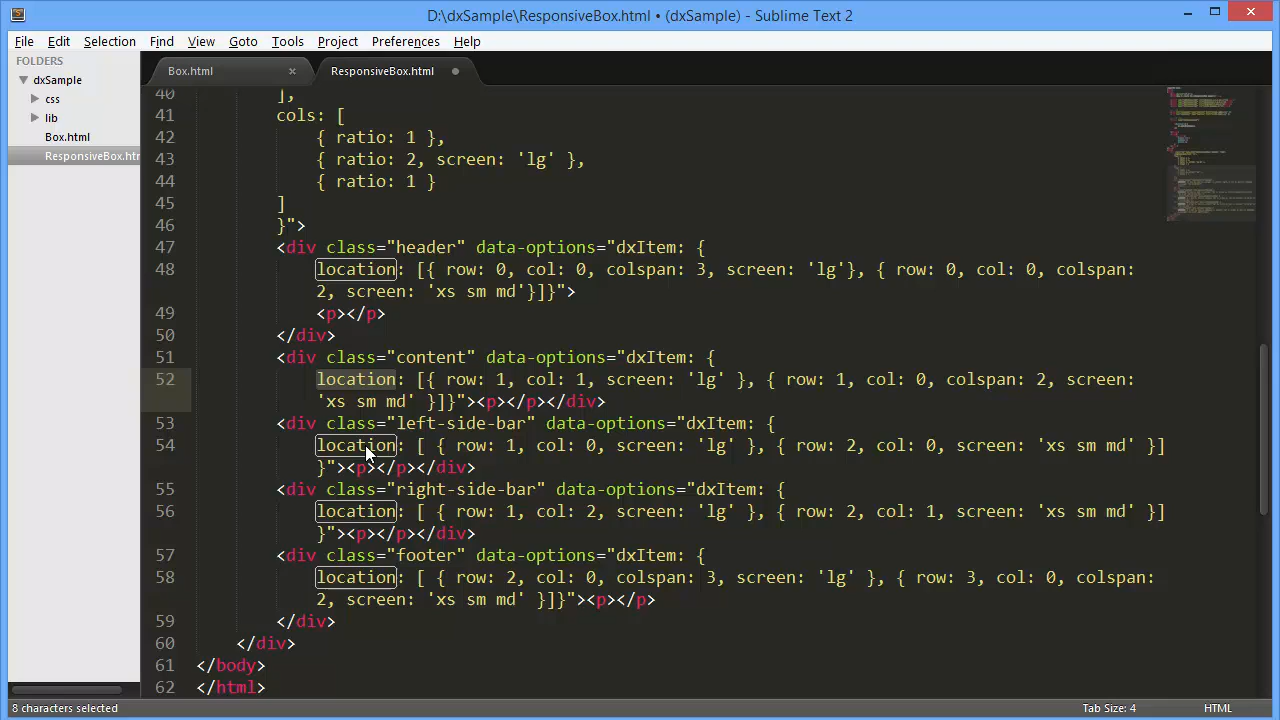 D:\dxSample\ResponsiveBox.html • (dxSample) - Sublime Text 2
File Edit Selection Find View Goto Tools Project Preferences Help
FOLDERS
dxSample
css
lib
Box.html
ResponsiveBox.htm
Box.html × ResponsiveBox.html
40 ],
41 cols: [
42 { ratio: 1 },
43 { ratio: 2, screen: 'lg' },
44 { ratio: 1 }
45 ]
46 }">
47 <div class="header" data-options="dxItem: {
48 location: [{ row: 0, col: 0, colspan: 3, screen: 'lg'}, { row: 0, col: 0, colspan:
2, screen: 'xs sm md'}]}">
49 <p></p>
50 </div>
51 <div class="content" data-options="dxItem: {
52 location: [{ row: 1, col: 1, screen: 'lg' }, { row: 1, col: 0, colspan: 2, screen:
'xs sm md' }]}"><p></p></div>
53 <div class="left-side-bar" data-options="dxItem: {
54 location: [ { row: 1, col: 0, screen: 'lg' }, { row: 2, col: 0, screen: 'xs sm md' }]
}"><p></p></div>
55 <div class="right-side-bar" data-options="dxItem: {
56 location: [ { row: 1, col: 2, screen: 'lg' }, { row: 2, col: 1, screen: 'xs sm md' }]
}"><p></p></div>
57 <div class="footer" data-options="dxItem: {
58 location: [ { row: 2, col: 0, colspan: 3, screen: 'lg' }, { row: 3, col: 0, colspan:
2, screen: 'xs sm md' }]}"><p></p>
59 </div>
60 </div>
61 </body>
62 </html>
8 characters selected Tab Size: 4 HTML